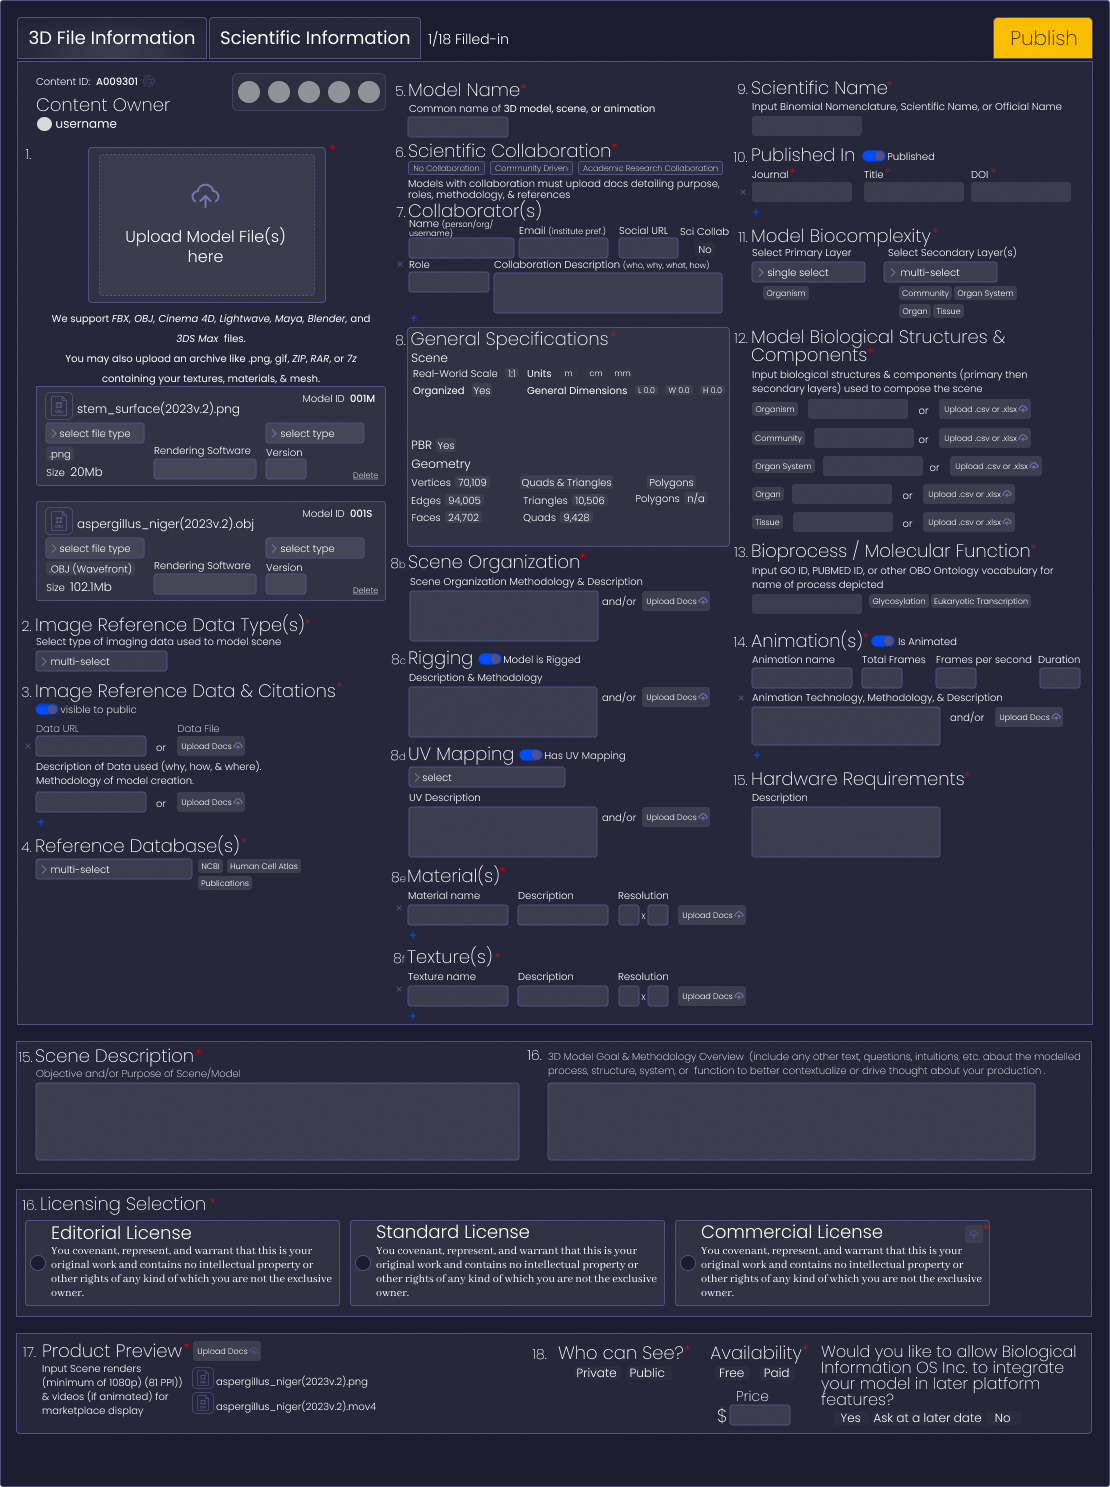 3D File Information
Scientific Information
1/18 Filled-in
Publish
Content ID: A009301
Content Owner
username
1.
*
Upload Model File(s)
here
We support FBX, OBJ, Cinema 4D, Lightwave, Maya, Blender, and
3DS Max files.
You may also upload an archive like .png, gif, ZIP, RAR, or 7z
containing your textures, materials, & mesh.
Model ID 001M
stem_surface(2023v.2).png
> select file type
> select type
.png
Rendering Software
Version
Size 20Mb
Delete
Model ID 001S
aspergillus_niger(2023v.2).obj
> select file type
> select type
.OBJ (Wavefront)
Rendering Software
Version
Size 102.1Mb
Delete
2. Image Reference Data Type(s)*
Select type of imaging data used to model scene
> multi-select
3. Image Reference Data & Citations*
visible to public
Data URL
Data File
×
or
Upload Docs
Description of Data used (why, how, & where).
Methodology of model creation.
or
Upload Docs
+
4. Reference Database(s)*
> multi-select
NCBI
Human Cell Atlas
Publications
5. Model Name*
Common name of 3D model, scene, or animation
6. Scientific Collaboration*
No Collaboration
Community Driven
Academic Research Collaboration
Models with collaboration must upload docs detailing purpose,
roles, methodology, & references
7. Collaborator(s)
Name (person/org/
username)
Email (institute pref.)
Social URL
Sci Collab
No
×
Role
Collaboration Description (who, why, what, how)
+
8. General Specifications*
Scene
Real-World Scale 1:1 Units m cm mm
Organized Yes General Dimensions L 0.0 W 0.0 H 0.0
PBR Yes
Geometry
Vertices 70,109 Quads & Triangles Polygons
Edges 94,005 Triangles 10,506 Polygons n/a
Faces 24,702 Quads 9,428
8b Scene Organization*
Scene Organization Methodology & Description
and/or
Upload Docs
8c Rigging Model is Rigged
Description & Methodology
and/or
Upload Docs
8d UV Mapping Has UV Mapping
> select
UV Description
and/or
Upload Docs
8e Material(s)*
Material name
Description
Resolution
×
x
Upload Docs
+
8f Texture(s)*
Texture name
Description
Resolution
×
x
Upload Docs
+
9. Scientific Name*
Input Binomial Nomenclature, Scientific Name, or Official Name
10. Published In Published
Journal*
Title*
DOI*
×
+
11. Model Biocomplexity*
Select Primary Layer
Select Secondary Layer(s)
> single select
> multi-select
Organism
Community
Organ System
Organ
Tissue
12. Model Biological Structures &
Components*
Input biological structures & components (primary then
secondary layers) used to compose the scene
Organism or Upload .csv or .xlsx
Community or Upload .csv or .xlsx
Organ System or Upload .csv or .xlsx
Organ or Upload .csv or .xlsx
Tissue or Upload .csv or .xlsx
13. Bioprocess / Molecular Function*
Input GO ID, PUBMED ID, or other OBO Ontology vocabulary for
name of process depicted
Glycosylation
Eukaryotic Transcription
14. Animation(s)* Is Animated
Animation name
Total Frames
Frames per second
Duration
×
Animation Technology, Methodology, & Description
and/or
Upload Docs
+
15. Hardware Requirements*
Description
15. Scene Description*
Objective and/or Purpose of Scene/Model
16. 3D Model Goal & Methodology Overview (include any other text, questions, intuitions, etc. about the modelled
process, structure, system, or function to better contextualize or drive thought about your production .
16. Licensing Selection*
Editorial License
You covenant, represent, and warrant that this is your
original work and contains no intellectual property or
other rights of any kind of which you are not the exclusive
owner.
Standard License
You covenant, represent, and warrant that this is your
original work and contains no intellectual property or
other rights of any kind of which you are not the exclusive
owner.
Commercial License
*
You covenant, represent, and warrant that this is your
original work and contains no intellectual property or
other rights of any kind of which you are not the exclusive
owner.
17. Product Preview*
Upload Docs
Input Scene renders
(minimum of 1080p) (81 PPI))
& videos (if animated) for
marketplace display
aspergillus_niger(2023v.2).png
aspergillus_niger(2023v.2).mov4
18. Who can See?*
Private
Public
Availability*
Free
Paid
Price
$
Would you like to allow Biological
Information OS Inc. to integrate
your model in later platform
features?
Yes
Ask at a later date
No